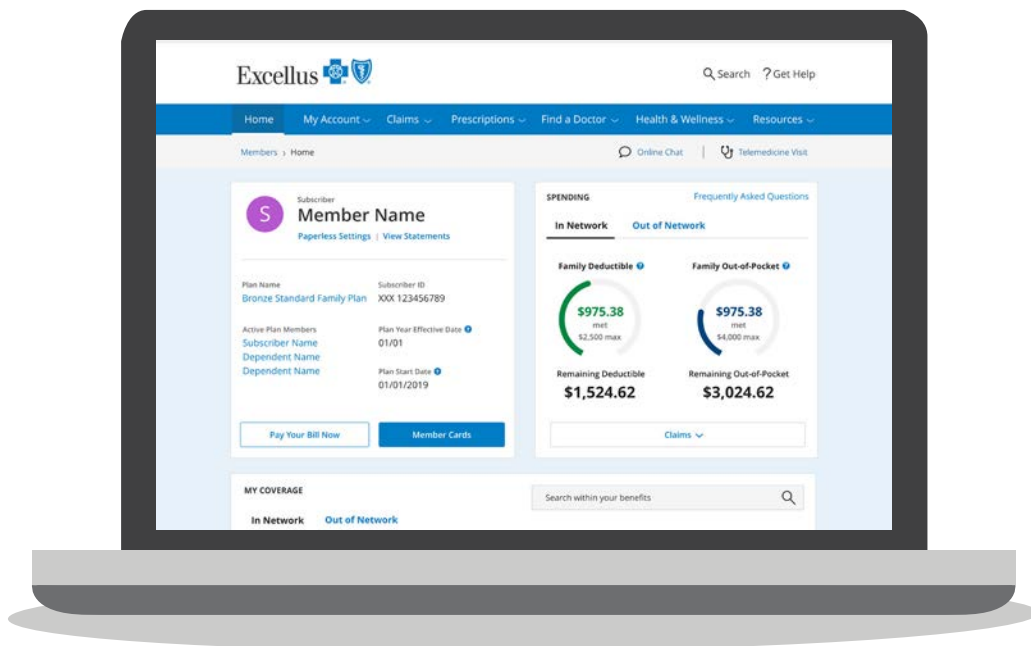 Excellus
Search ? Get Help
Home My Account Claims Prescriptions Find a Doctor Health & Wellness Resources
Members > Home
Online Chat | Telemedicine Visit
S
Subscriber
Member Name
Paperless Settings | View Statements
Plan Name
Bronze Standard Family Plan
Subscriber ID
XXX 123456789
Active Plan Members
Subscriber Name
Dependent Name
Dependent Name
Plan Year Effective Date ?
01/01
Plan Start Date ?
01/01/2019
Pay Your Bill Now
Member Cards
SPENDING
Frequently Asked Questions
In Network Out of Network
Family Deductible ?
$975.38
met
$2,500 max
Remaining Deductible
$1,524.62
Family Out-of-Pocket ?
$975.38
met
$4,000 max
Remaining Out-of-Pocket
$3,024.62
Claims
MY COVERAGE
Search within your benefits
In Network Out of Network